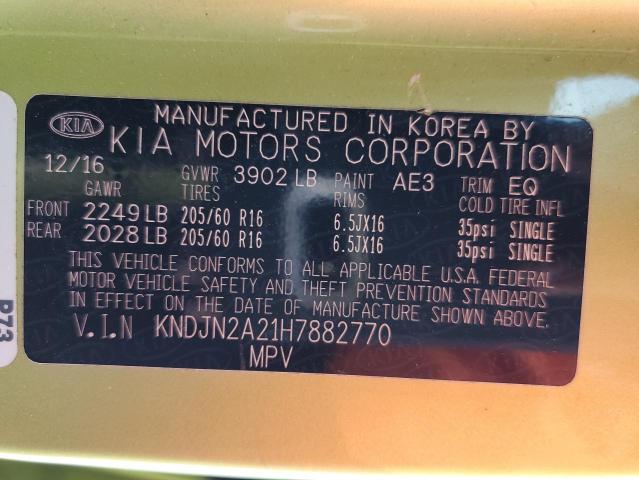 KIA
MANUFACTURED IN KOREA BY
KIA MOTORS CORPORATION
12/16 GVWR 3902 LB PAINT AE3 TRIM EQ
GAWR TIRES RIMS COLD TIRE INFL
FRONT 2249 LB 205/60 R16 6.5JX16 35psi SINGLE
REAR 2028 LB 205/60 R16 6.5JX16 35psi SINGLE
THIS VEHICLE CONFORMS TO ALL APPLICABLE U.S.A. FEDERAL
MOTOR VEHICLE SAFETY AND THEFT PREVENTION STANDARDS
IN EFFECT ON THE DATE OF MANUFACTURE SHOWN ABOVE.
V.I.N KNDJN2A21H7882770
MPV
P73